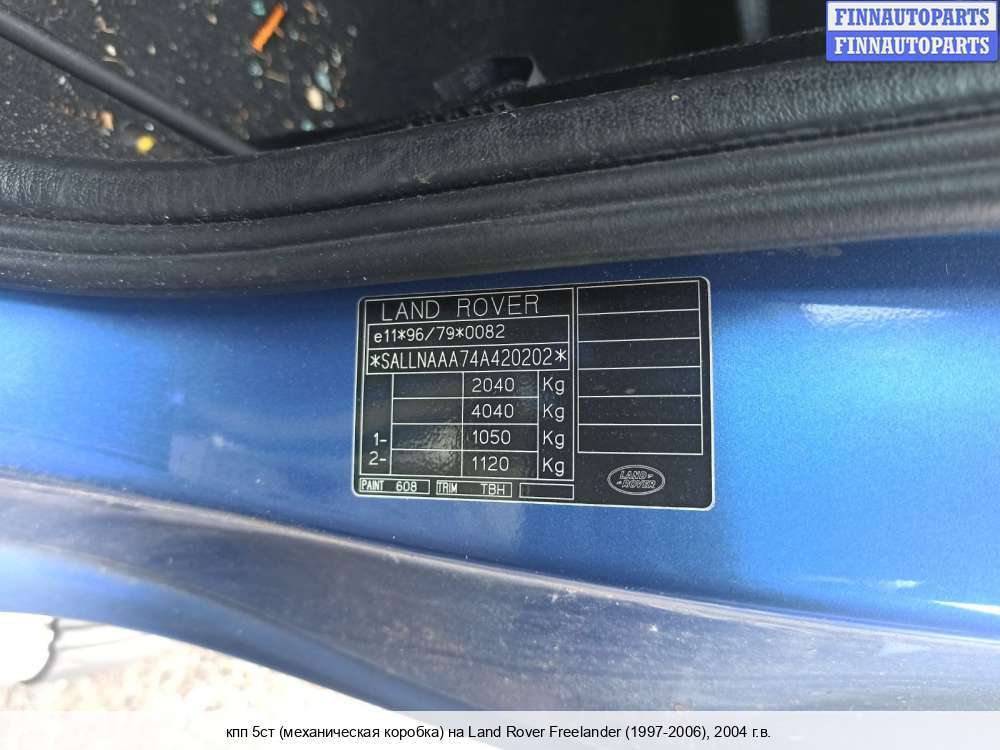 FINNAUTOPARTS
FINNAUTOPARTS
LAND ROVER
e11*96/79*0082
*SALLNAAA74A420202*
2040 Kg
4040 Kg
1- 1050 Kg
2- 1120 Kg
PAINT 608 TRIM TBH
LAND-
-ROVER
кпп 5ст (механическая коробка) на Land Rover Freelander (1997-2006), 2004 г.в.